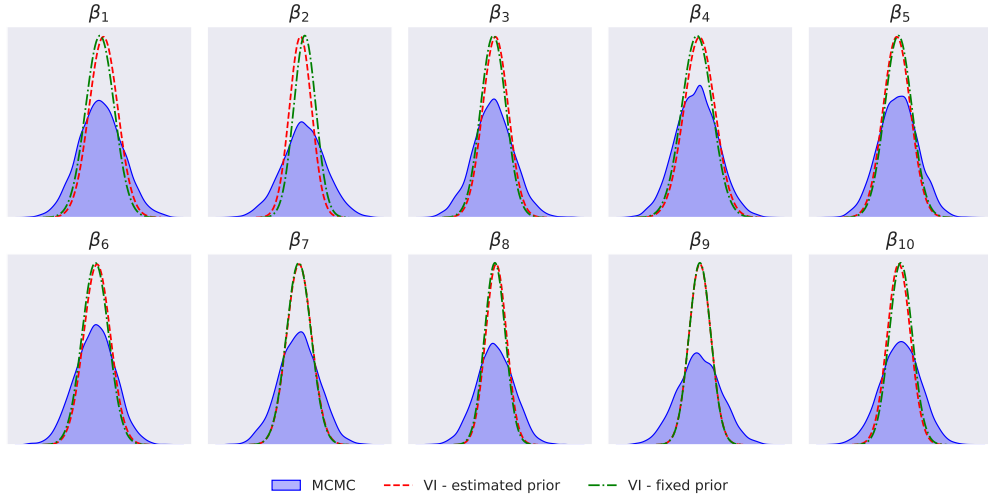 β₁ β₂ β₃ β₄ β₅
β₆ β₇ β₈ β₉ β₁₀
MCMC VI - estimated prior VI - fixed prior